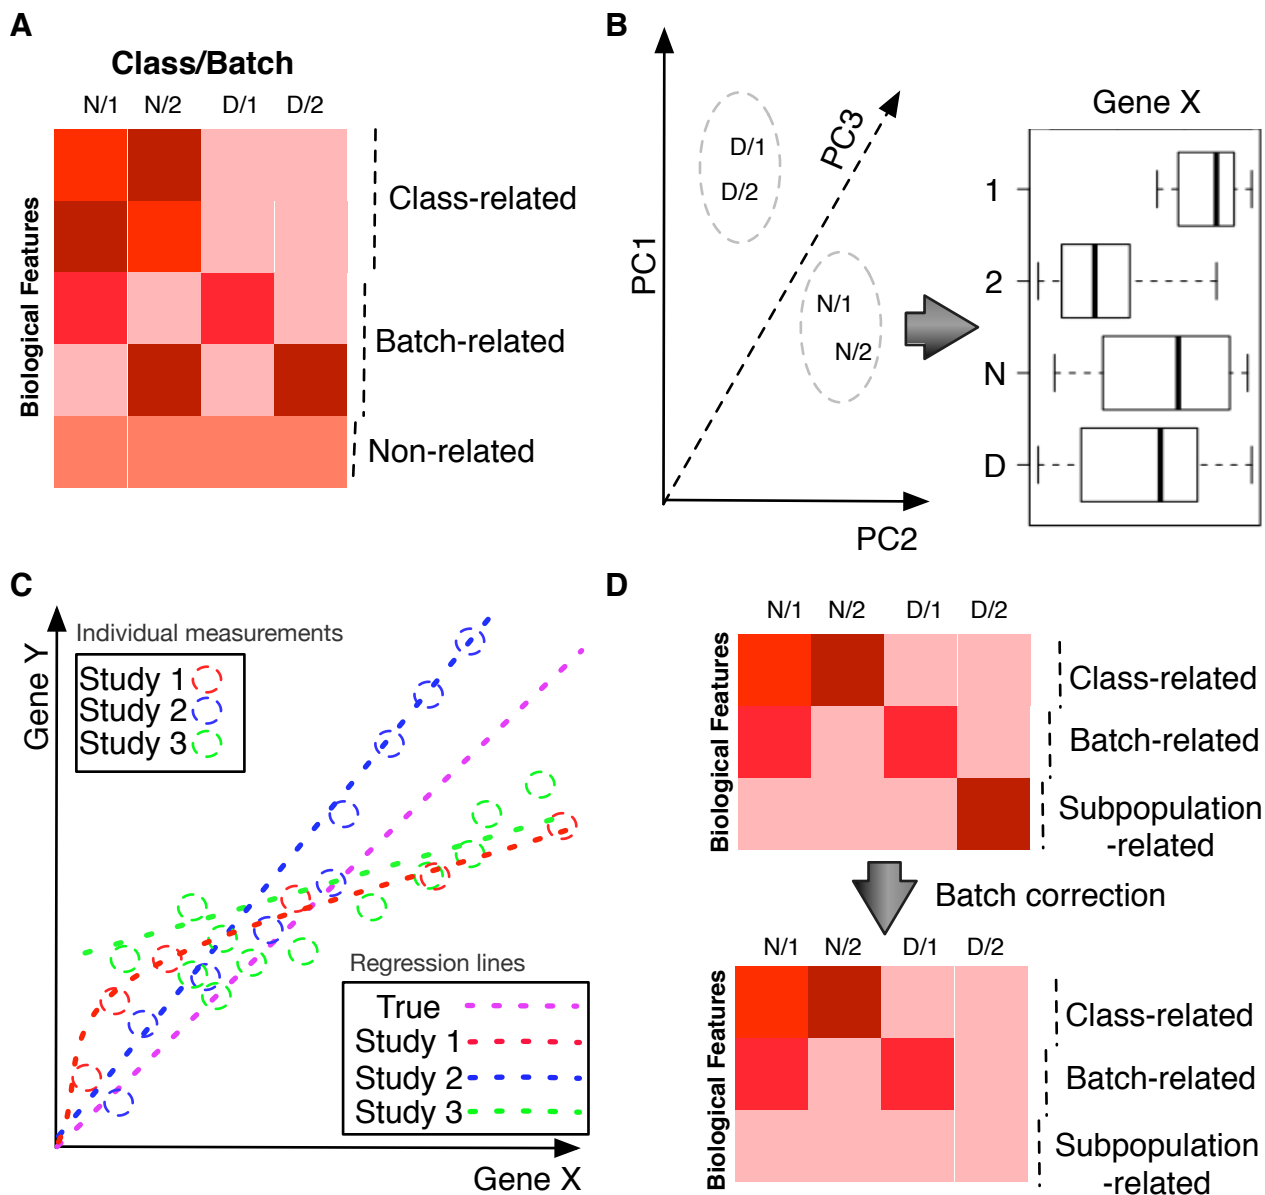 A
Class/Batch
N/1 N/2 D/1 D/2
Biological Features
Class-related
Batch-related
Non-related
B
PC1
PC2
PC3
D/1
D/2
N/1
N/2
Gene X
1
2
N
D
C
Gene Y
Gene X
Individual measurements
Study 1
Study 2
Study 3
Regression lines
True
Study 1
Study 2
Study 3
D
N/1 N/2 D/1 D/2
Biological Features
Class-related
Batch-related
Subpopulation
-related
Batch correction
N/1 N/2 D/1 D/2
Biological Features
Class-related
Batch-related
Subpopulation
-related